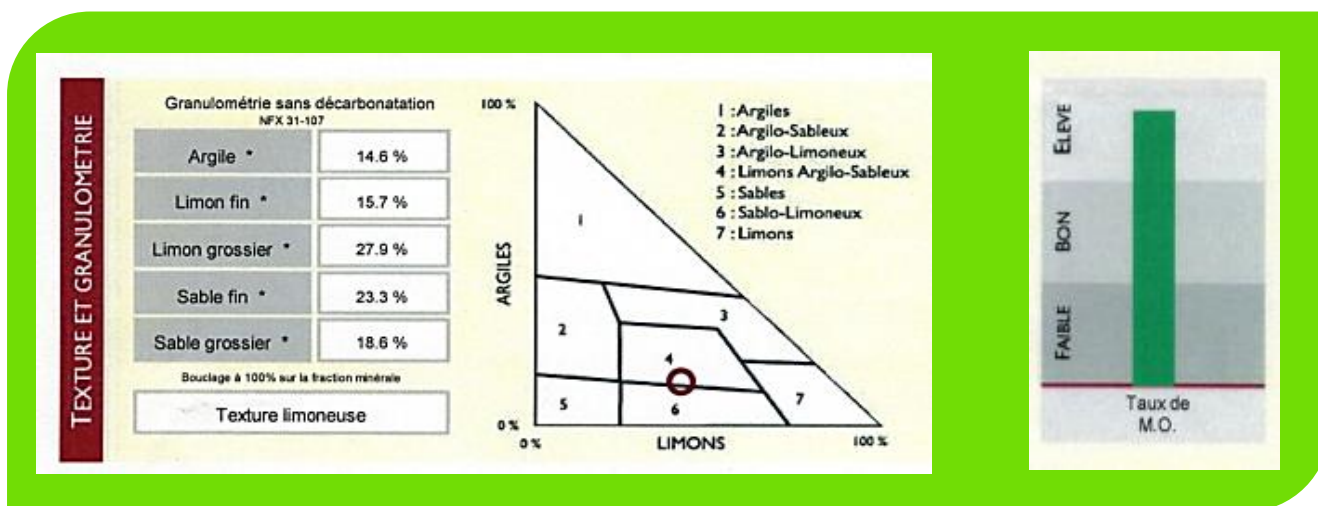 TEXTURE ET GRANULOMETRIE
Granulométrie sans décarbonatation
NFX 31-107
Argile * 14.6 %
Limon fin * 15.7 %
Limon grossier * 27.9 %
Sable fin * 23.3 %
Sable grossier * 18.6 %
Bouclage à 100% sur la fraction minérale
Texture limoneuse
100 %
ARGILES
0 %
0 %
LIMONS
100 %
1
2
3
4
5
6
7
1 :Argiles
2 :Argilo-Sableux
3 :Argilo-Limoneux
4 :Limons Argilo-Sableux
5 :Sables
6 :Sablo-Limoneux
7 :Limons
ELEVE
BON
FAIBLE
Taux de
M.O.